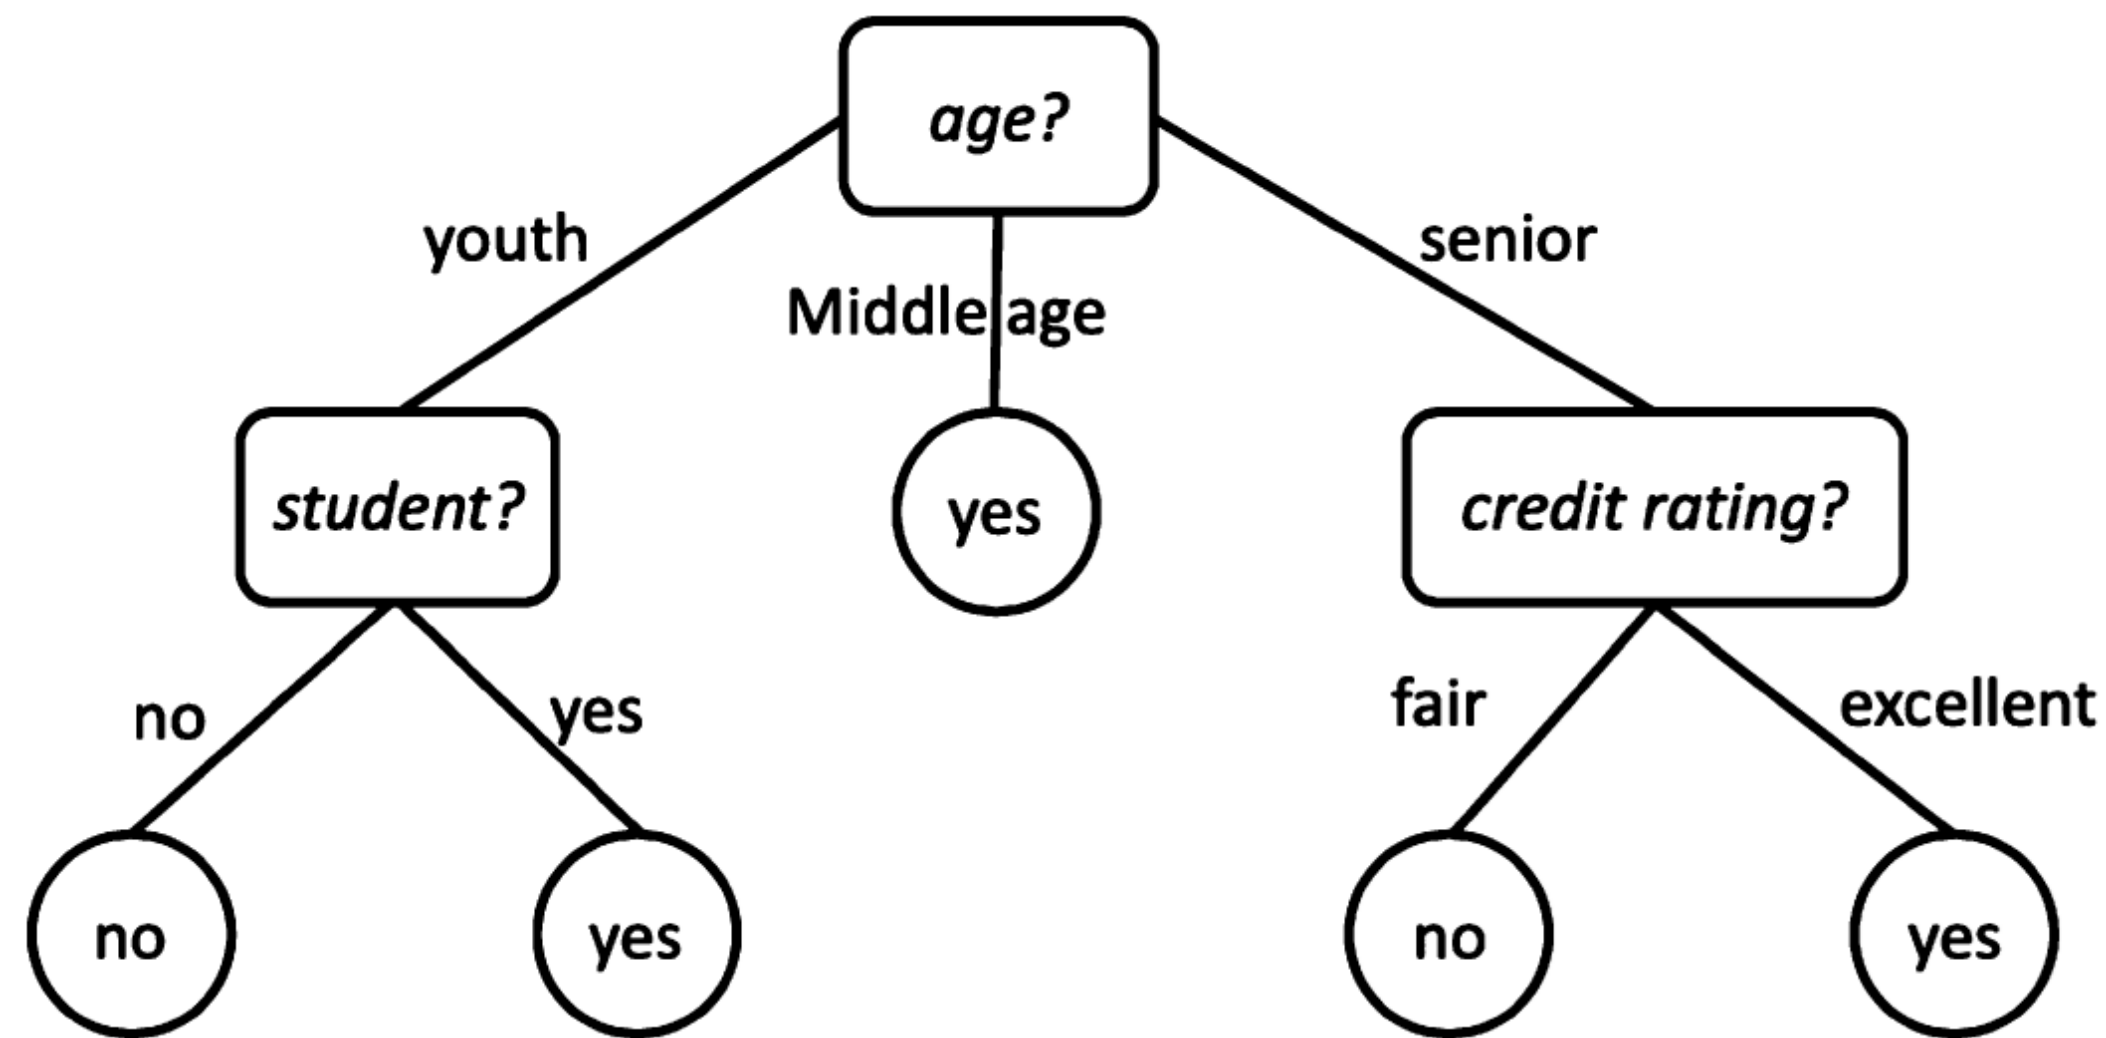 age?
youth
senior
Middle age
student?
yes
credit rating?
no
yes
fair
excellent
no
yes
no
yes